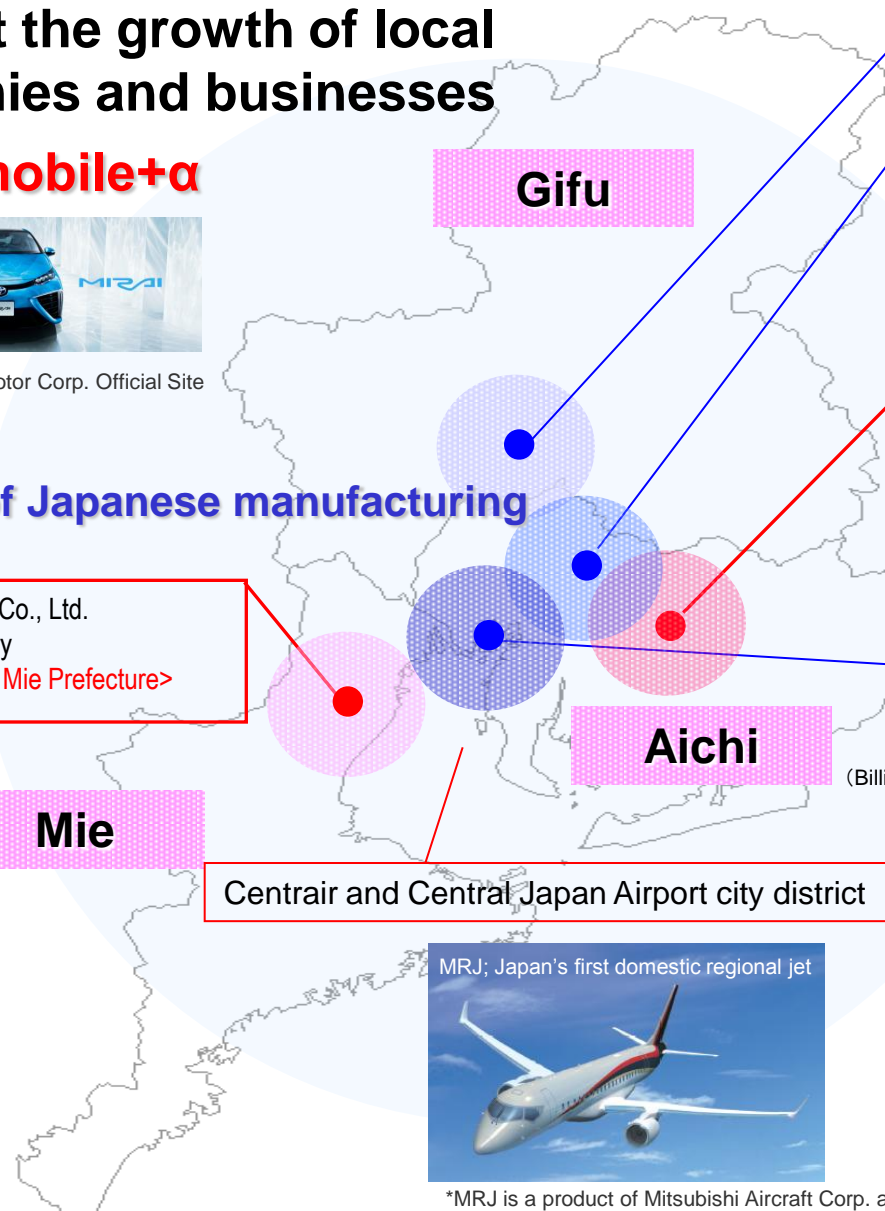 t the growth of local
nies and businesses
mobile+α
Gifu
MIRAI
otor Corp. Official Site
f Japanese manufacturing
Co., Ltd.
y
Mie Prefecture>
Aichi
(Billi
Mie
Centrair and Central Japan Airport city district
MRJ; Japan's first domestic regional jet
*MRJ is a product of Mitsubishi Aircraft Corp. a